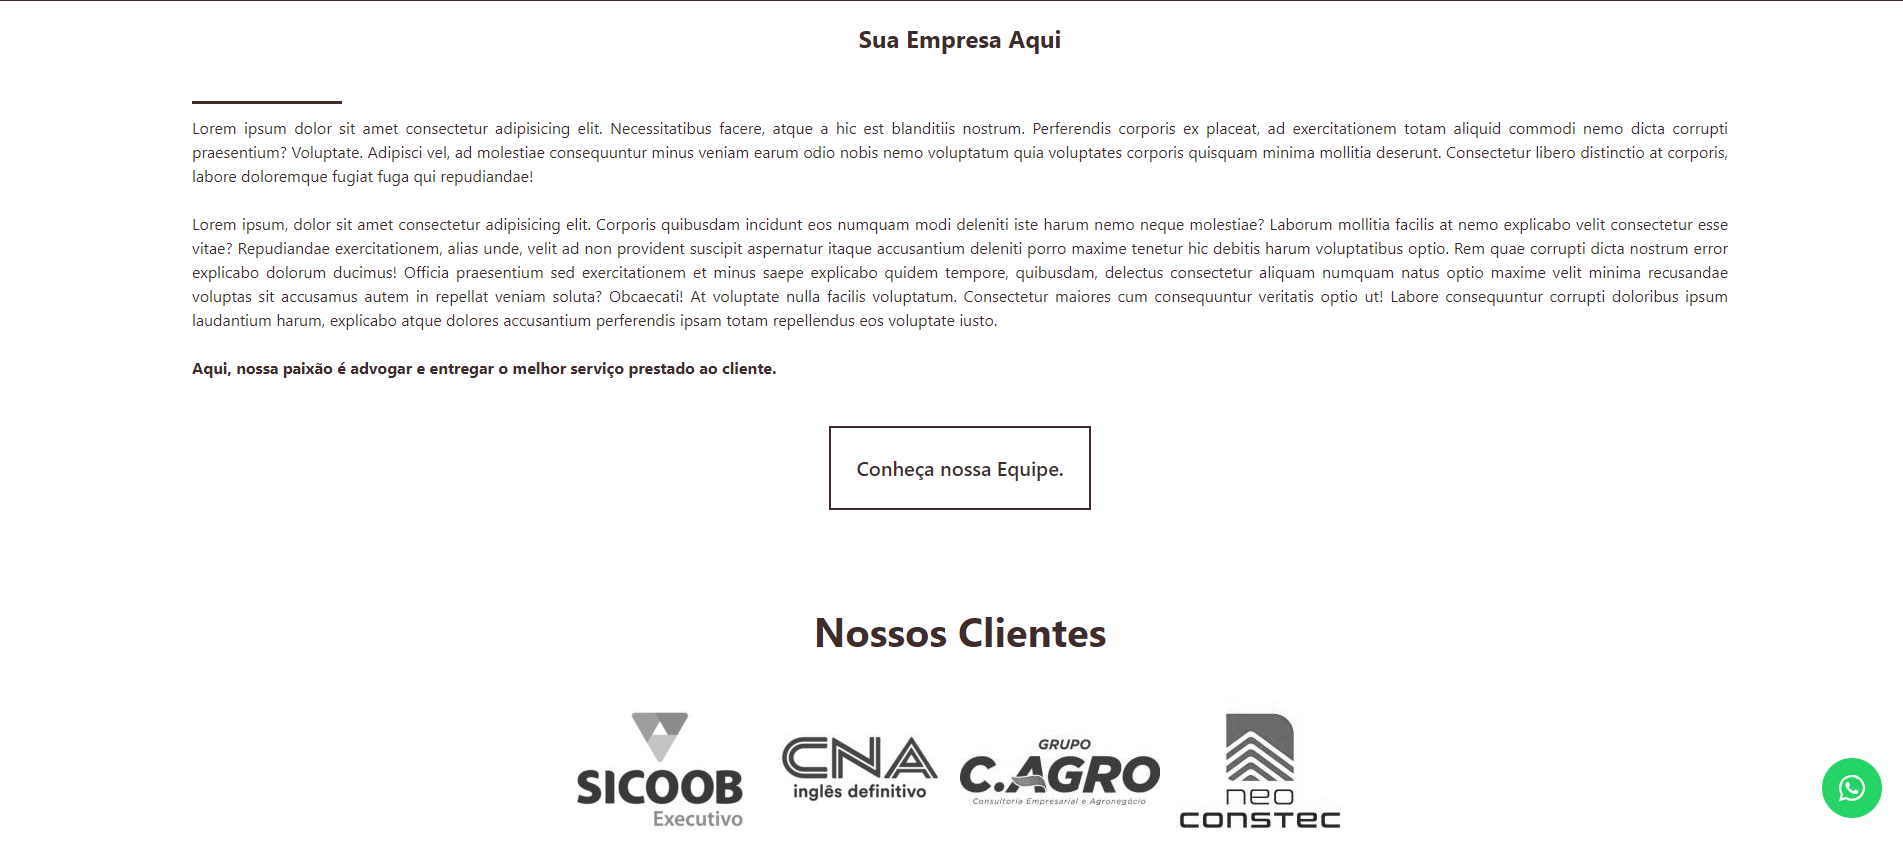 Sua Empresa Aqui
Lorem ipsum dolor sit amet consectetur adipisicing elit. Necessitatibus facere, atque a hic est blanditiis nostrum. Perferendis corporis ex placeat, ad exercitationem totam aliquid commodi nemo dicta corrupti
praesentium? Voluptate. Adipisci vel, ad molestiae consequuntur minus veniam earum odio nobis nemo voluptatum quia voluptates corporis quisquam minima mollitia deserunt. Consectetur libero distinctio at corporis,
labore doloremque fugiat fuga qui repudiandae!
Lorem ipsum, dolor sit amet consectetur adipisicing elit. Corporis quibusdam incidunt eos numquam modi deleniti iste harum nemo neque molestiae? Laborum mollitia facilis at nemo explicabo velit consectetur esse
vitae? Repudiandae exercitationem, alias unde, velit ad non provident suscipit aspernatur itaque accusantium deleniti porro maxime tenetur hic debitis harum voluptatibus optio. Rem quae corrupti dicta nostrum error
explicabo dolorum ducimus! Officia praesentium sed exercitationem et minus saepe explicabo quidem tempore, quibusdam, delectus consectetur aliquam numquam natus optio maxime velit minima recusandae
voluptas sit accusamus autem in repellat veniam soluta? Obcaecati! At voluptate nulla facilis voluptatum. Consectetur maiores cum consequuntur veritatis optio ut! Labore consequuntur corrupti doloribus ipsum
laudantium harum, explicabo atque dolores accusantium perferendis ipsam totam repellendus eos voluptate iusto.
Aqui, nossa paixão é advogar e entregar o melhor serviço prestado ao cliente.
Conheça nossa Equipe.
Nossos Clientes
SICOOB
Executivo
CNA
inglês definitivo
GRUPO
C.AGRO
Consultoria Empresarial e Agronegócio
neo
constec